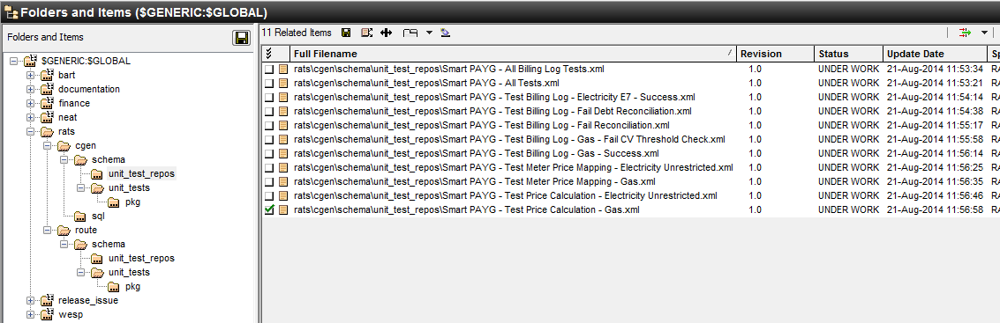 Folders and Items ($GENERIC:$GLOBAL)
Folders and Items
$GENERIC:$GLOBAL
bart
documentation
finance
neat
rats
cgen
schema
unit_test_repos
unit_tests
pkg
sql
route
schema
unit_test_repos
unit_tests
pkg
release_issue
wesp
11 Related Items
Full Filename Revision Status Update Date
rats\cgen\schema\unit_test_repos\Smart PAYG - All Billing Log Tests.xml 1.0 UNDER WORK 21-Aug-2014 11:53:34
rats\cgen\schema\unit_test_repos\Smart PAYG - All Tests.xml 1.0 UNDER WORK 21-Aug-2014 11:53:21
rats\cgen\schema\unit_test_repos\Smart PAYG - Test Billing Log - Electricity E7 - Success.xml 1.0 UNDER WORK 21-Aug-2014 11:54:14
rats\cgen\schema\unit_test_repos\Smart PAYG - Test Billing Log - Fail Debt Reconciliation.xml 1.0 UNDER WORK 21-Aug-2014 11:54:38
rats\cgen\schema\unit_test_repos\Smart PAYG - Test Billing Log - Fail Reconciliation.xml 1.0 UNDER WORK 21-Aug-2014 11:55:17
rats\cgen\schema\unit_test_repos\Smart PAYG - Test Billing Log - Gas - Fail CV Threshold Check.xml 1.0 UNDER WORK 21-Aug-2014 11:55:58
rats\cgen\schema\unit_test_repos\Smart PAYG - Test Billing Log - Gas - Success.xml 1.0 UNDER WORK 21-Aug-2014 11:56:14
rats\cgen\schema\unit_test_repos\Smart PAYG - Test Meter Price Mapping - Electricity Unrestricted.xml 1.0 UNDER WORK 21-Aug-2014 11:56:25
rats\cgen\schema\unit_test_repos\Smart PAYG - Test Meter Price Mapping - Gas.xml 1.0 UNDER WORK 21-Aug-2014 11:56:35
rats\cgen\schema\unit_test_repos\Smart PAYG - Test Price Calculation - Electricity Unrestricted.xml 1.0 UNDER WORK 21-Aug-2014 11:56:46
rats\cgen\schema\unit_test_repos\Smart PAYG - Test Price Calculation - Gas.xml 1.0 UNDER WORK 21-Aug-2014 11:56:58